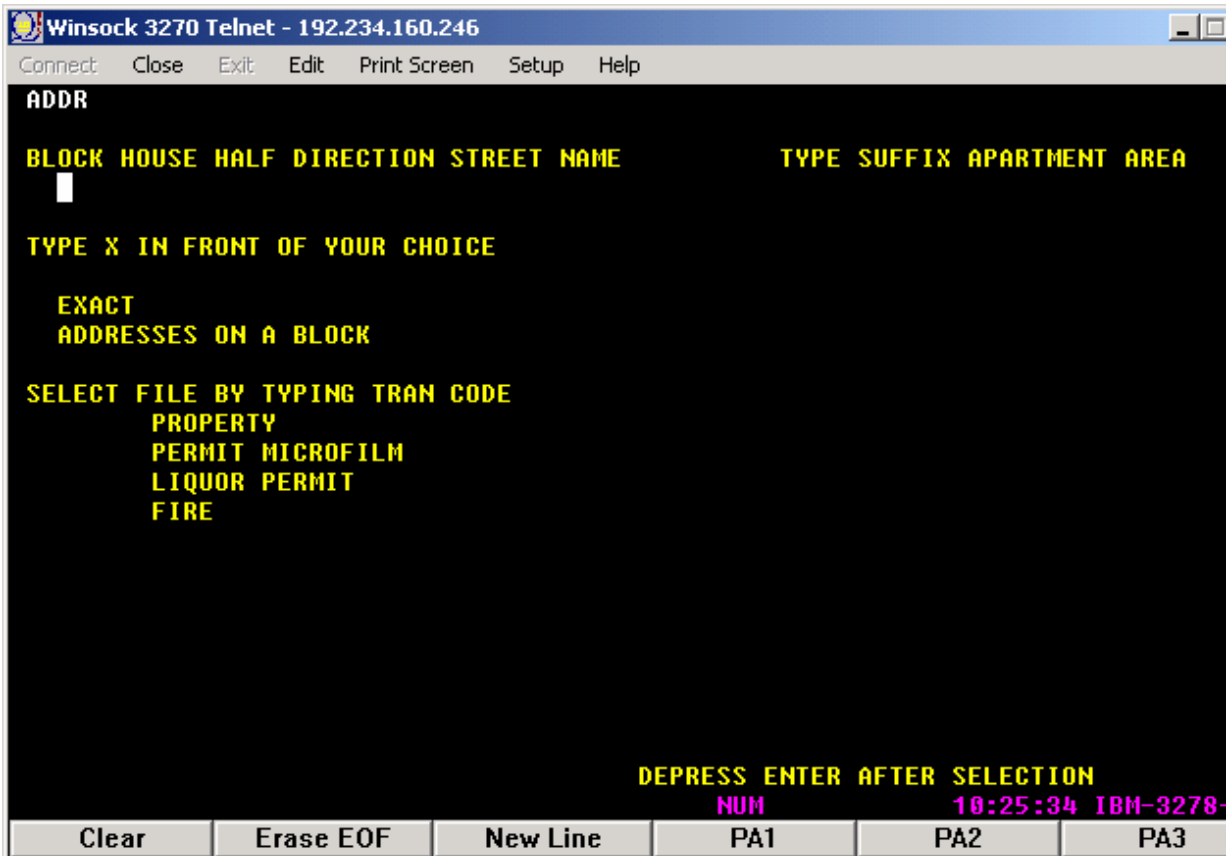 Winsock 3270 Telnet - 192.234.160.246
Connect Close Exit Edit Print Screen Setup Help
ADDR
BLOCK HOUSE HALF DIRECTION STREET NAME TYPE SUFFIX APARTMENT AREA
TYPE X IN FRONT OF YOUR CHOICE
EXACT
ADDRESSES ON A BLOCK
SELECT FILE BY TYPING TRAN CODE
PROPERTY
PERMIT MICROFILM
LIQUOR PERMIT
FIRE
DEPRESS ENTER AFTER SELECTION
NUM 10:25:34 IBM-3278-
Clear Erase EOF New Line PA1 PA2 PA3